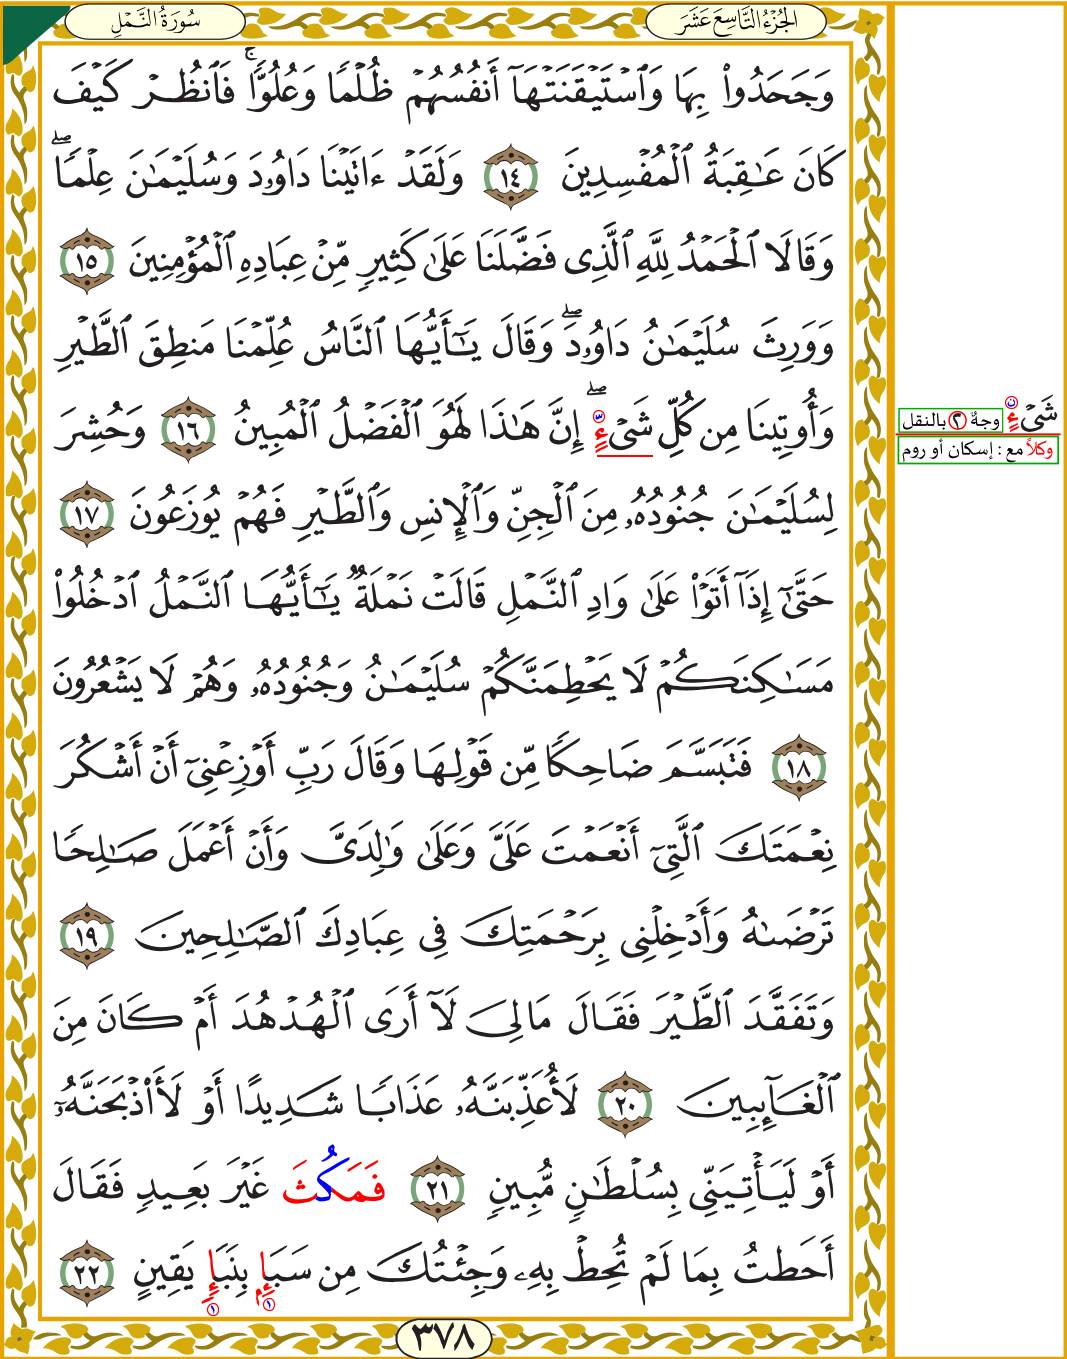 سُورَةُ النَّمْلِ
الجُزْءُ التَّاسِعَ عَشَرَ
وَجَحَدُوا۟ بِهَا وَٱسْتَيْقَنَتْهَآ أَنفُسُهُمْ ظُلْمًا وَعُلُوًّا ۚ فَٱنظُرْ كَيْفَ
كَانَ عَـٰقِبَةُ ٱلْمُفْسِدِينَ ١٤ وَلَقَدْ ءَاتَيْنَا دَاوُۥدَ وَسُلَيْمَـٰنَ عِلْمًا ۖ
وَقَالَا ٱلْحَمْدُ لِلَّهِ ٱلَّذِى فَضَّلَنَا عَلَىٰ كَثِيرٍ مِّنْ عِبَادِهِ ٱلْمُؤْمِنِينَ ١٥
وَوَرِثَ سُلَيْمَـٰنُ دَاوُۥدَ ۖ وَقَالَ يَـٰٓأَيُّهَا ٱلنَّاسُ عُلِّمْنَا مَنطِقَ ٱلطَّيْرِ
وَأُوتِينَا مِن كُلِّ شَىْءٍ ۖ إِنَّ هَـٰذَا لَهُوَ ٱلْفَضْلُ ٱلْمُبِينُ ١٦ وَحُشِرَ
لِسُلَيْمَـٰنَ جُنُودُهُۥ مِنَ ٱلْجِنِّ وَٱلْإِنسِ وَٱلطَّيْرِ فَهُمْ يُوزَعُونَ ١٧
حَتَّىٰٓ إِذَآ أَتَوْا۟ عَلَىٰ وَادِ ٱلنَّمْلِ قَالَتْ نَمْلَةٌ يَـٰٓأَيُّهَا ٱلنَّمْلُ ٱدْخُلُوا۟
مَسَـٰكِنَكُمْ لَا يَحْطِمَنَّكُمْ سُلَيْمَـٰنُ وَجُنُودُهُۥ وَهُمْ لَا يَشْعُرُونَ
١٨ فَتَبَسَّمَ ضَاحِكًا مِّن قَوْلِهَا وَقَالَ رَبِّ أَوْزِعْنِىٓ أَنْ أَشْكُرَ
نِعْمَتَكَ ٱلَّتِىٓ أَنْعَمْتَ عَلَىَّ وَعَلَىٰ وَٰلِدَىَّ وَأَنْ أَعْمَلَ صَـٰلِحًا
تَرْضَىٰهُ وَأَدْخِلْنِى بِرَحْمَتِكَ فِى عِبَادِكَ ٱلصَّـٰلِحِينَ ١٩
وَتَفَقَّدَ ٱلطَّيْرَ فَقَالَ مَا لِىَ لَآ أَرَى ٱلْهُدْهُدَ أَمْ كَانَ مِنَ
ٱلْغَآئِبِينَ ٢٠ لَأُعَذِّبَنَّهُۥ عَذَابًا شَدِيدًا أَوْ لَأَا۟ذْبَحَنَّهُۥٓ
أَوْ لَيَأْتِيَنِّى بِسُلْطَـٰنٍ مُّبِينٍ ٢١ فَمَكُثَ غَيْرَ بَعِيدٍ فَقَالَ
أَحَطتُ بِمَا لَمْ تُحِطْ بِهِۦ وَجِئْتُكَ مِن سَبَإٍ بِنَبَإٍ يَقِينٍ ٢٢
شَىْءٍ وجهٌ ٢ بالنقل
وكلاً مع : إسكان أو روم
٣٧٨